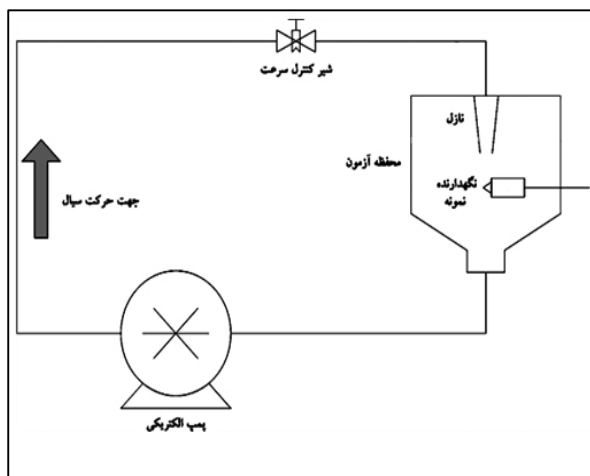 شیر کنترل سرعت
نازل
محفظه آزمون
نگهدارنده
نمونه
جهت حرکت سیال
پمپ الکتریکی